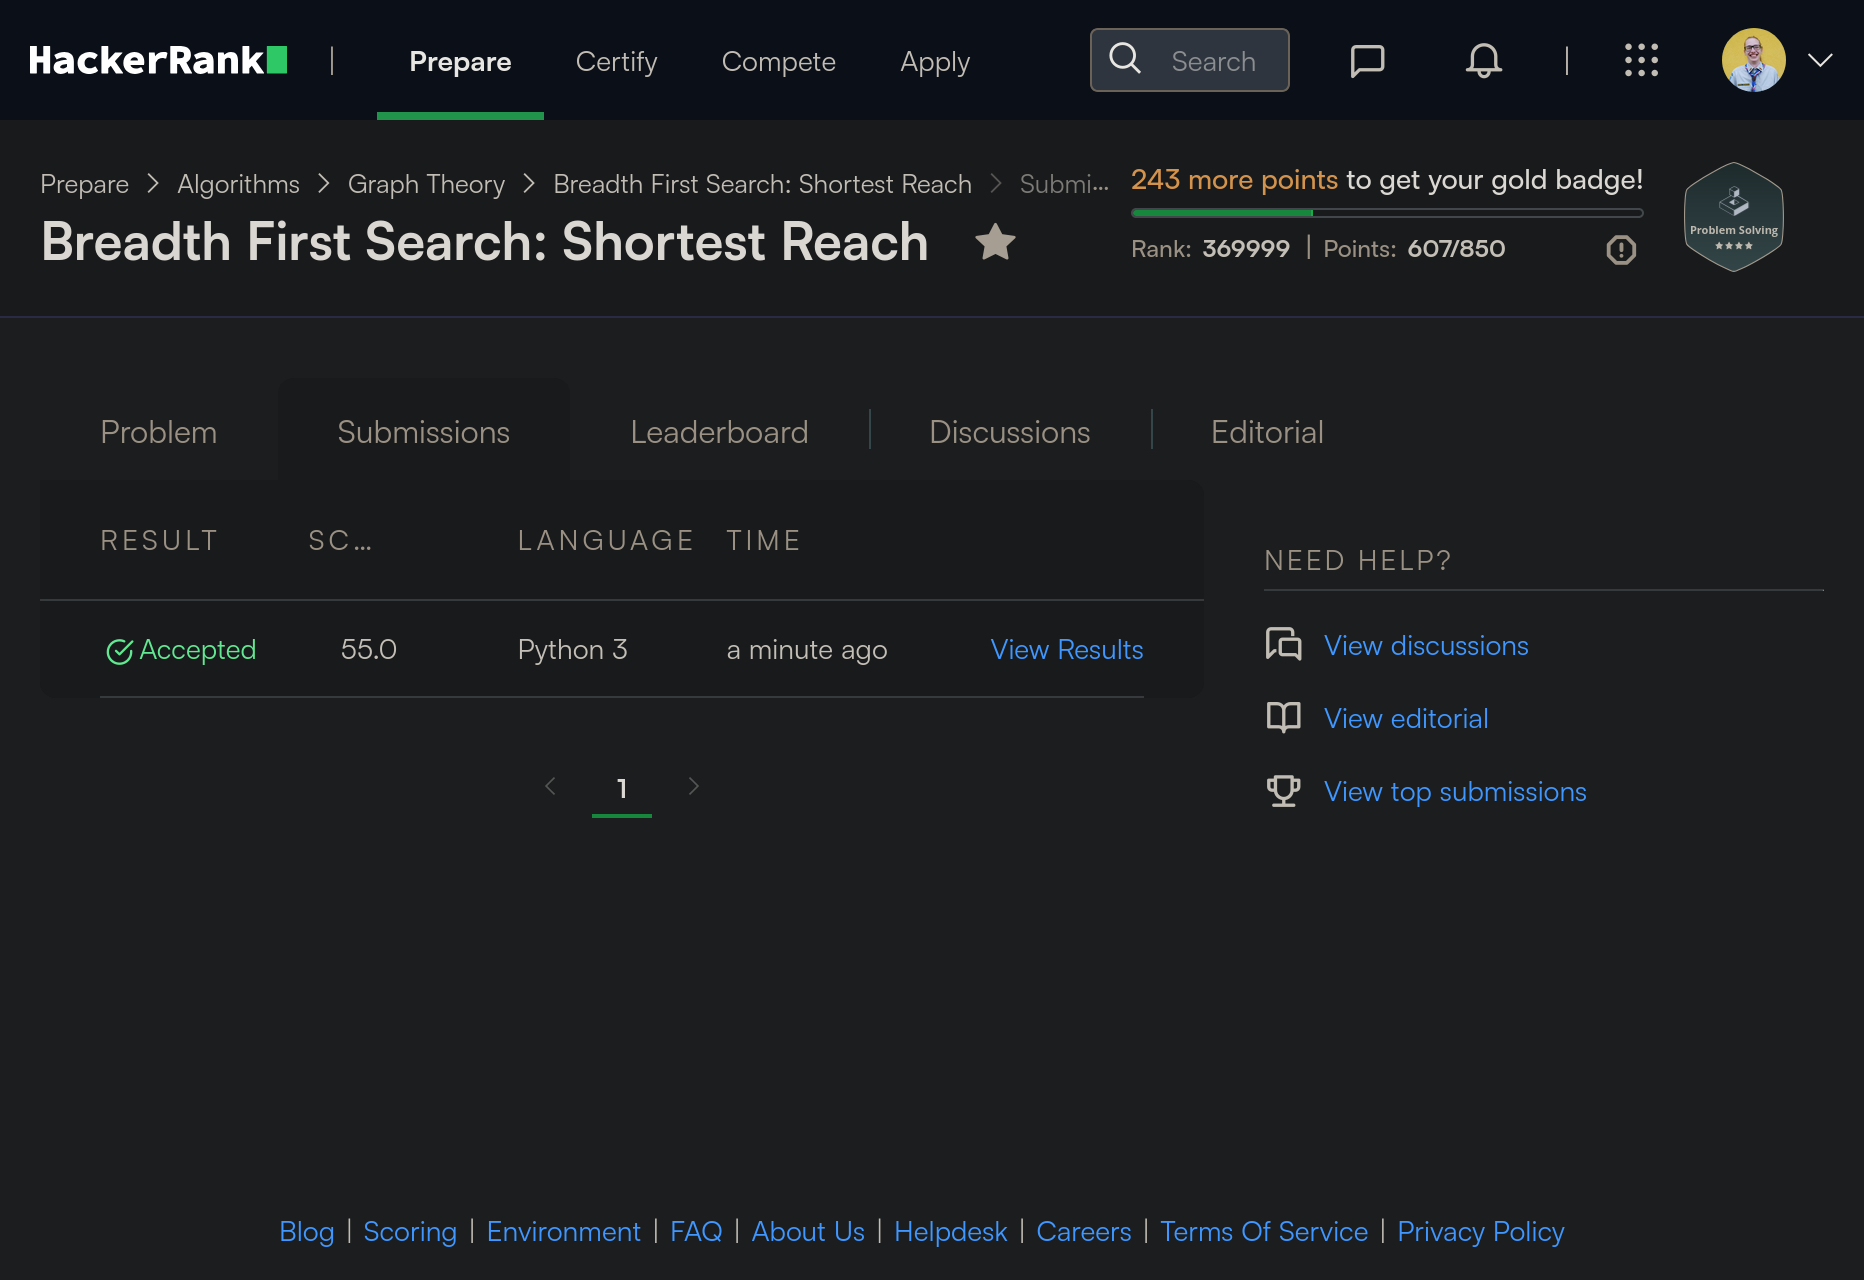 HackerRank | Prepare Certify Compete Apply Search
Prepare > Algorithms > Graph Theory > Breadth First Search: Shortest Reach > Submi...
Breadth First Search: Shortest Reach
243 more points to get your gold badge!
Rank: 369999 | Points: 607/850
Problem Solving
Problem Submissions Leaderboard Discussions Editorial
RESULT SC... LANGUAGE TIME
Accepted 55.0 Python 3 a minute ago View Results
1
NEED HELP?
View discussions
View editorial
View top submissions
Blog | Scoring | Environment | FAQ | About Us | Helpdesk | Careers | Terms Of Service | Privacy Policy